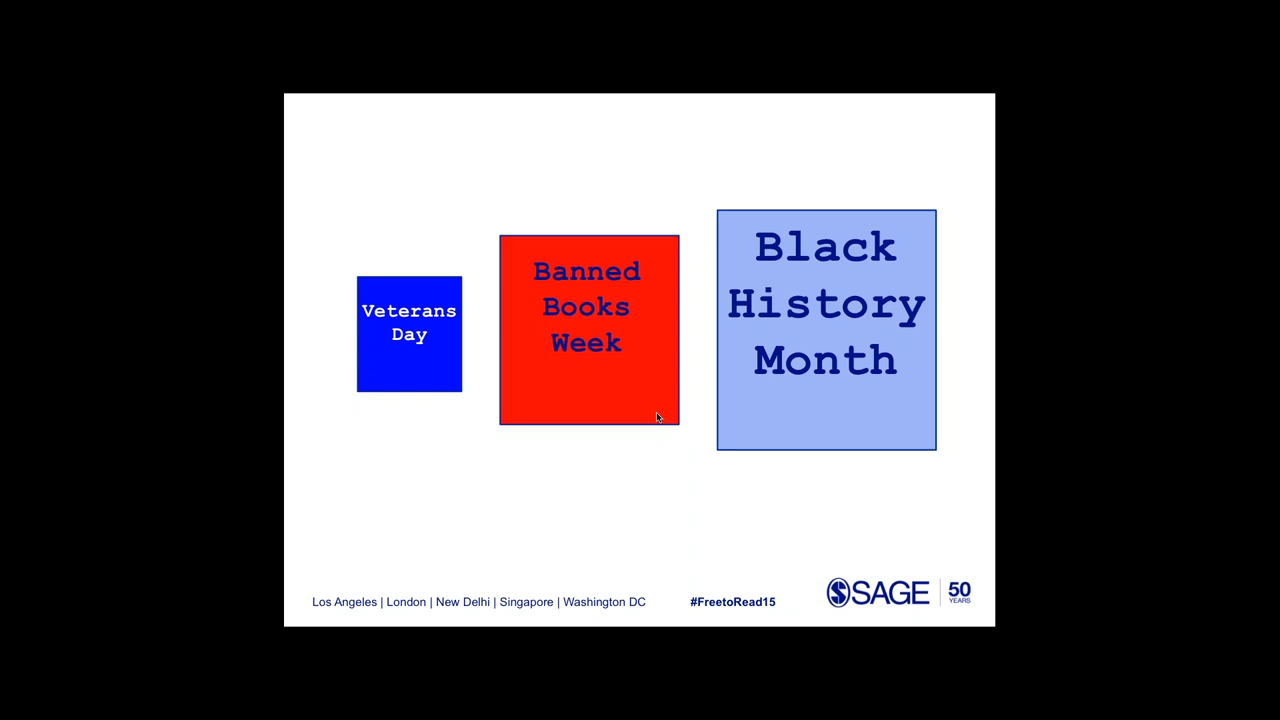 Veterans
Day
Banned
Books
Week
Black
History
Month
Los Angeles | London | New Delhi | Singapore | Washington DC
#FreetoRead15
SAGE
50
YEARS